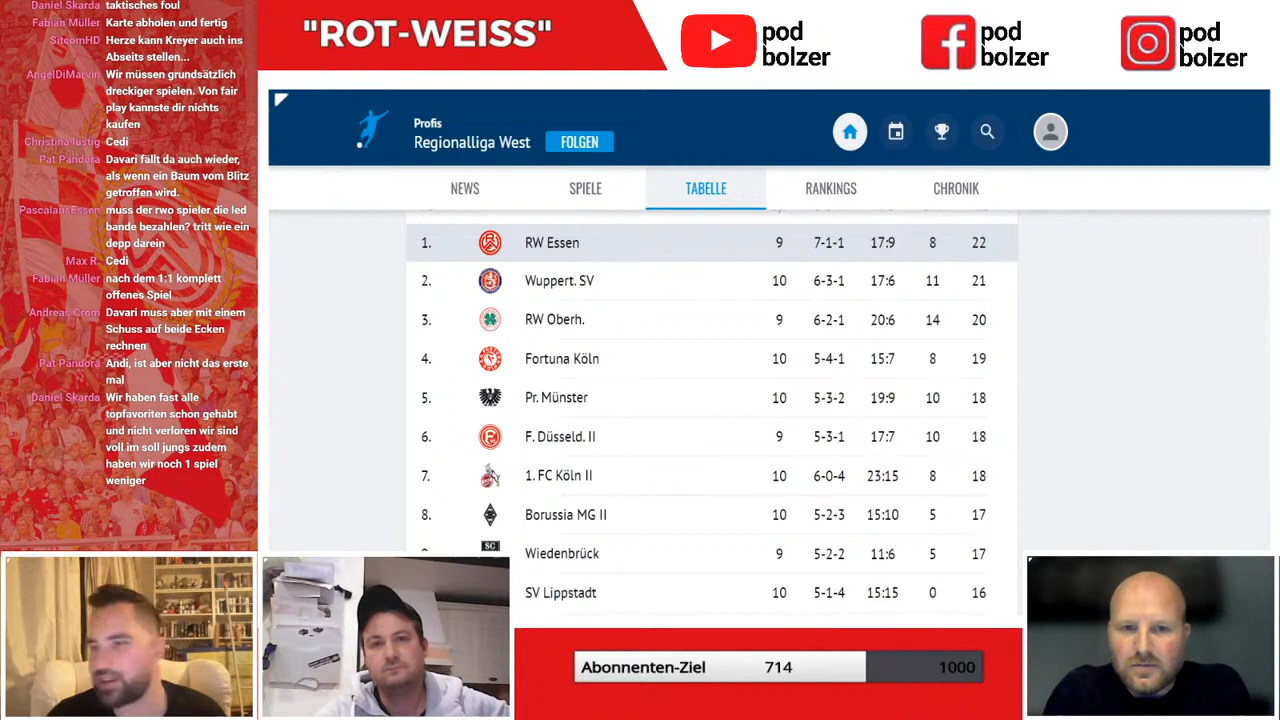 Daniel Skarda taktisches foul
Fabian Müller Karte abholen und fertig
SitcomHD Herze kann Kreyer auch ins
Abseits stellen...
AngelDiMarvin Wir müssen grundsätzlich
dreckiger spielen. Von fair
play kannste dir nichts
kaufen
Christina lustig Cedi
Pat Pandora Davari fällt da auch wieder,
als wenn ein Baum vom Blitz
getroffen wird.
PascalausEssen muss der rwo spieler die led
bande bezahlen? tritt wie ein
depp darein
Max R. Cedi
Fabian Müller nach dem 1:1 komplett
offenes Spiel
Andreas Crom Davari muss aber mit einem
Schuss auf beide Ecken
rechnen
Pat Pandora Andi, ist aber nicht das erste
mal
Daniel Skarda Wir haben fast alle
topfavoriten schon gehabt
und nicht verloren wir sind
voll im soll jungs zudem
haben wir noch 1 spiel
weniger
"ROT-WEISS"
pod
bolzer
pod
bolzer
pod
bolzer
Profis
Regionalliga West FOLGEN
NEWS SPIELE TABELLE RANKINGS CHRONIK
1. RW Essen 9 7-1-1 17:9 8 22
2. Wuppert. SV 10 6-3-1 17:6 11 21
3. RW Oberh. 9 6-2-1 20:6 14 20
4. Fortuna Köln 10 5-4-1 15:7 8 19
5. Pr. Münster 10 5-3-2 19:9 10 18
6. F. Düsseld. II 9 5-3-1 17:7 10 18
7. 1. FC Köln II 10 6-0-4 23:15 8 18
8. Borussia MG II 10 5-2-3 15:10 5 17
SC Wiedenbrück 9 5-2-2 11:6 5 17
SV Lippstadt 10 5-1-4 15:15 0 16
Abonnenten-Ziel 714 1000